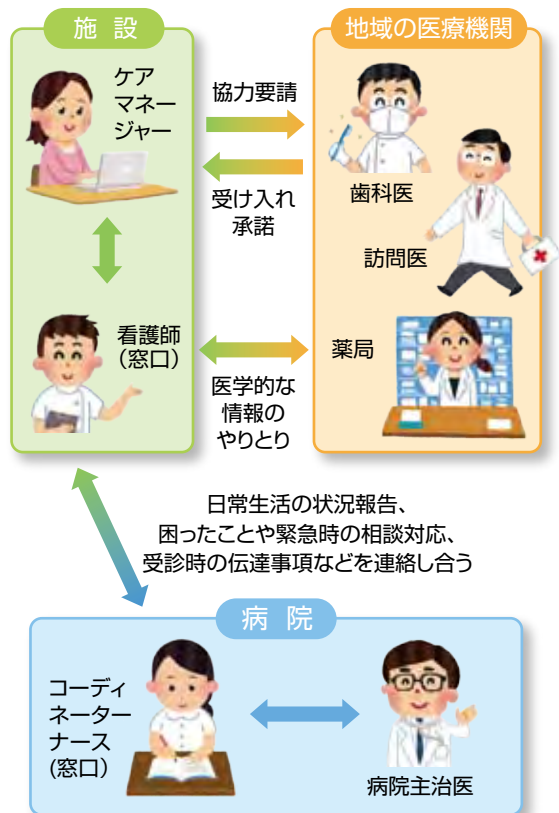 施設
ケア
マネー
ジャー
看護師
(窓口)
協力要請
受け入れ
承諾
医学的な
情報の
やりとり
地域の医療機関
歯科医
訪問医
薬局
日常生活の状況報告、
困ったことや緊急時の相談対応、
受診時の伝達事項などを連絡し合う
病院
コーディ
ネーター
ナース
(窓口)
病院主治医